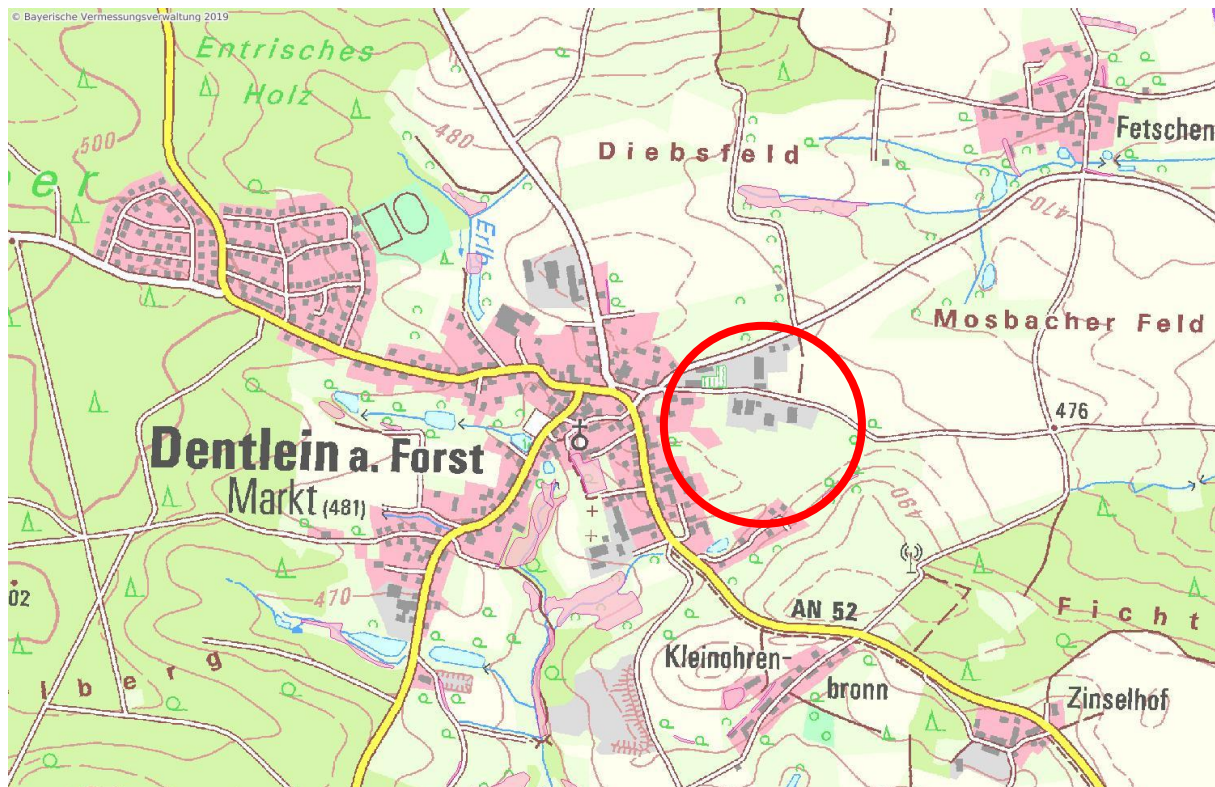 © Bayerische Vermessungsverwaltung 2019
Entrisches
Holz
500
480
Diebsfeld
Fetschen
er
Erlb
470
Mosbacher Feld
476
Dentlein a. Forst
Markt (481)
490
02
470
AN 52
Ficht
Kleinohren-
bronn
lberg
Zinselhof